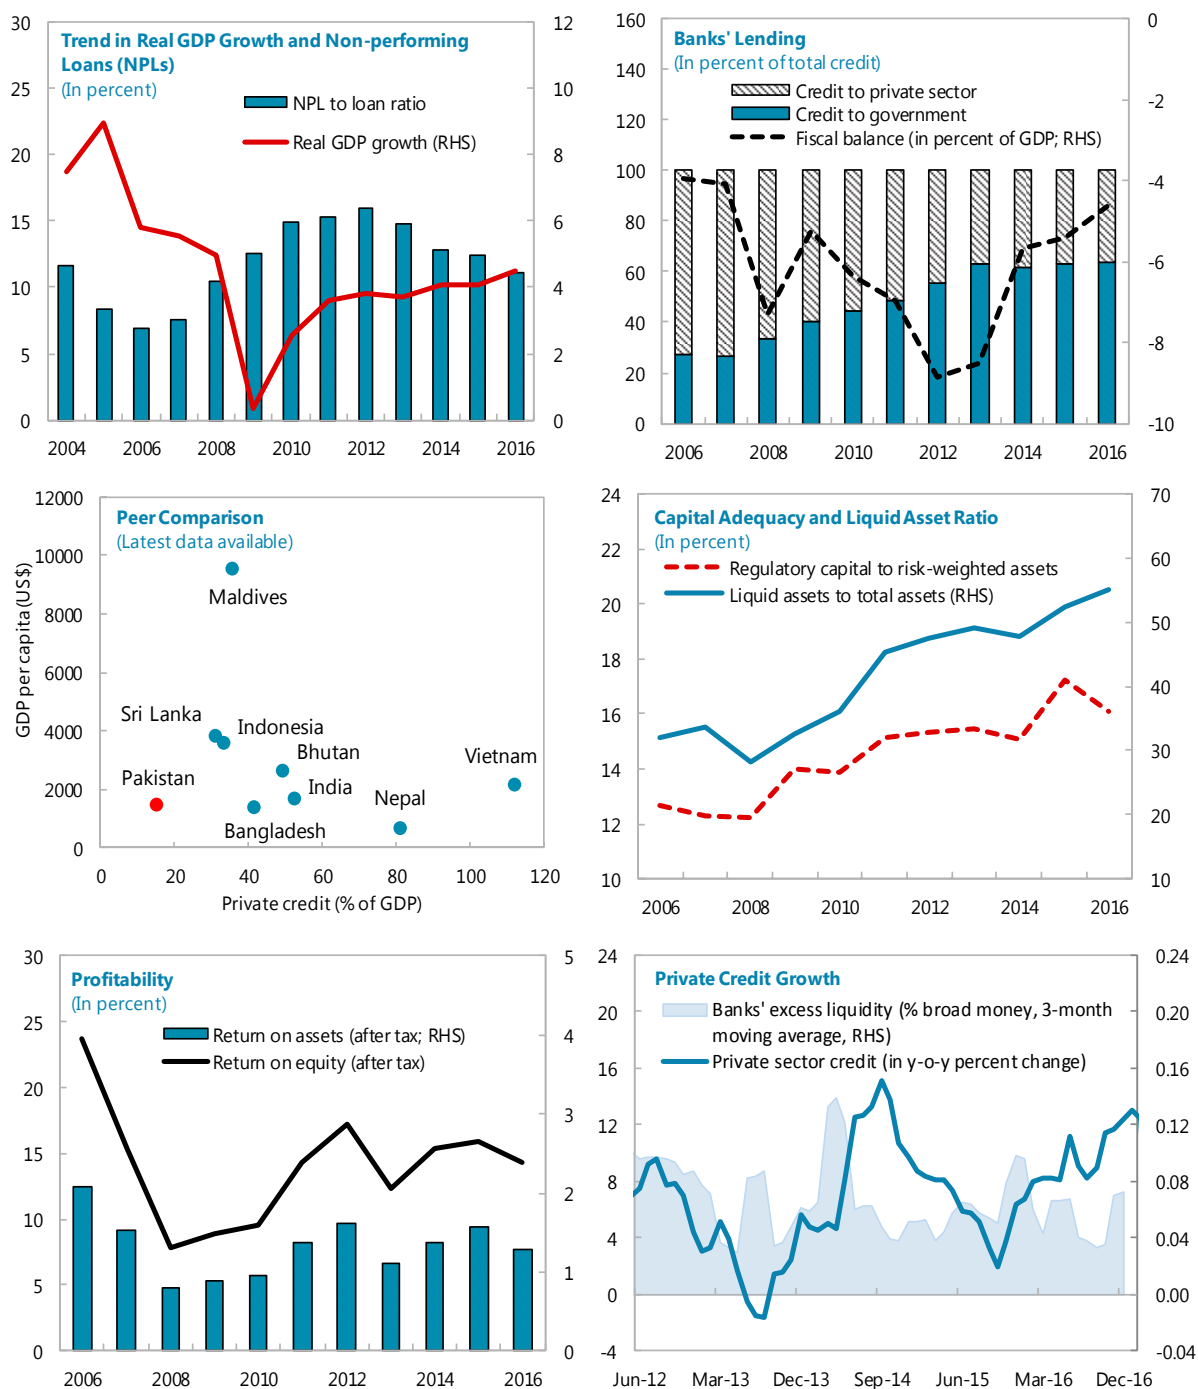 Trend in Real GDP Growth and Non-performing
Loans (NPLs)
(In percent)
NPL to loan ratio
Real GDP growth (RHS)
30
25
20
15
10
5
0
12
10
8
6
4
2
0
2004 2006 2008 2010 2012 2014 2016
Banks' Lending
(In percent of total credit)
Credit to private sector
Credit to government
Fiscal balance (in percent of GDP; RHS)
160
140
120
100
80
60
40
20
0
0
-2
-4
-6
-8
-10
2006 2008 2010 2012 2014 2016
Peer Comparison
(Latest data available)
GDP per capita (US$)
12000
10000
8000
6000
4000
2000
0
Maldives
Sri Lanka
Indonesia
Bhutan
Vietnam
Pakistan
India
Nepal
Bangladesh
0 20 40 60 80 100 120
Private credit (% of GDP)
Capital Adequacy and Liquid Asset Ratio
(In percent)
Regulatory capital to risk-weighted assets
Liquid assets to total assets (RHS)
24
22
20
18
16
14
12
10
70
60
50
40
30
20
10
2006 2008 2010 2012 2014 2016
Profitability
(In percent)
Return on assets (after tax; RHS)
Return on equity (after tax)
30
25
20
15
10
5
0
5
4
3
2
1
0
2006 2008 2010 2012 2014 2016
Private Credit Growth
Banks' excess liquidity (% broad money, 3-month
moving average, RHS)
Private sector credit (in y-o-y percent change)
24
20
16
12
8
4
0
-4
0.24
0.20
0.16
0.12
0.08
0.04
0.00
-0.04
Jun-12 Mar-13 Dec-13 Sep-14 Jun-15 Mar-16 Dec-16